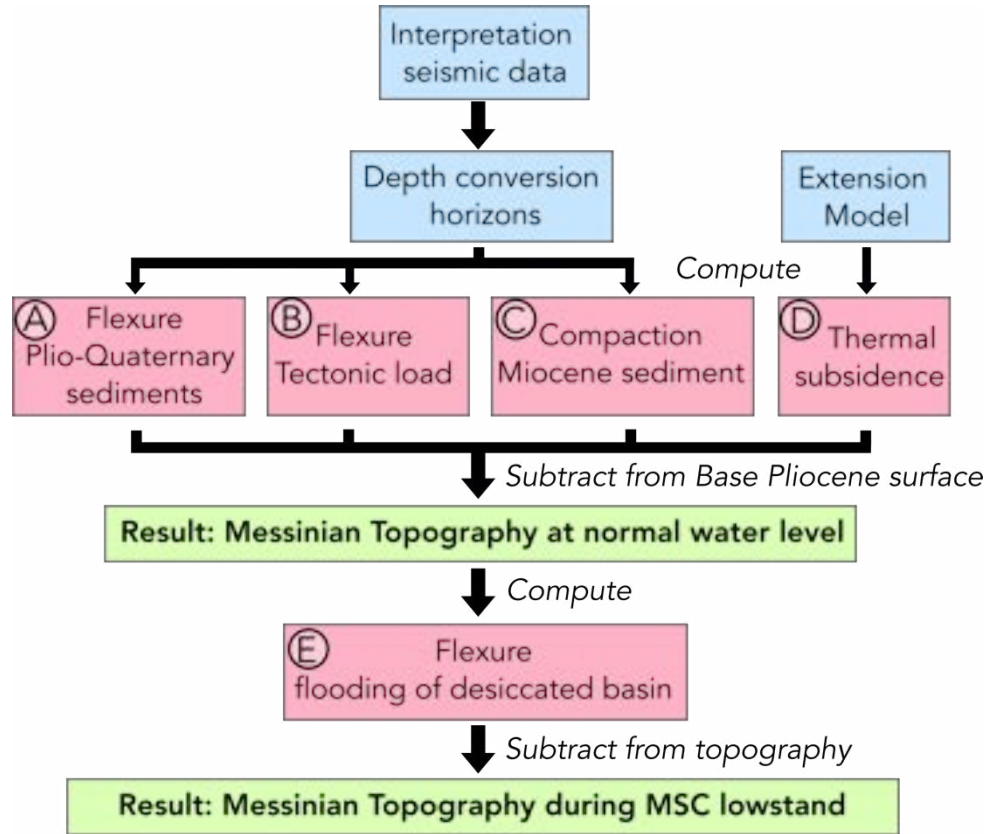 Interpretation
seismic data
Depth conversion
horizons
Extension
Model
Compute
A
Flexure
Plio-Quaternary
sediments
B
Flexure
Tectonic load
C
Compaction
Miocene sediment
D
Thermal
subsidence
Subtract from Base Pliocene surface
Result: Messinian Topography at normal water level
Compute
E
Flexure
flooding of desiccated basin
Subtract from topography
Result: Messinian Topography during MSC lowstand